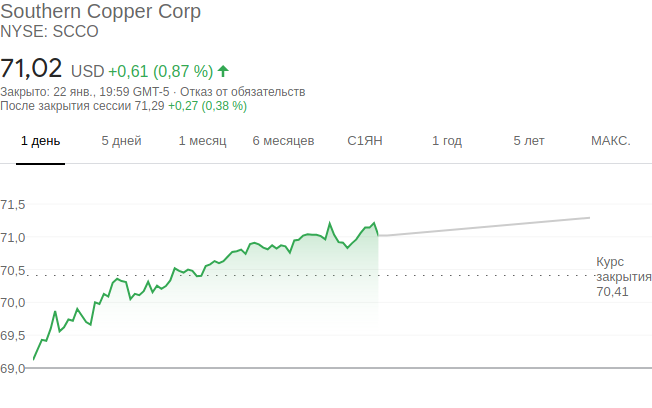 Southern Copper Corp
NYSE: SCCO
71,02 USD +0,61 (0,87 %)
Закрыто: 22 янв., 19:59 GMT-5 · Отказ от обязательств
После закрытия сессии 71,29 +0,27 (0,38 %)
1 день 5 дней 1 месяц 6 месяцев С1ЯН 1 год 5 лет МАКС.
71,5
71,0
70,5
70,0
69,5
69,0
Курс
закрытия
70,41